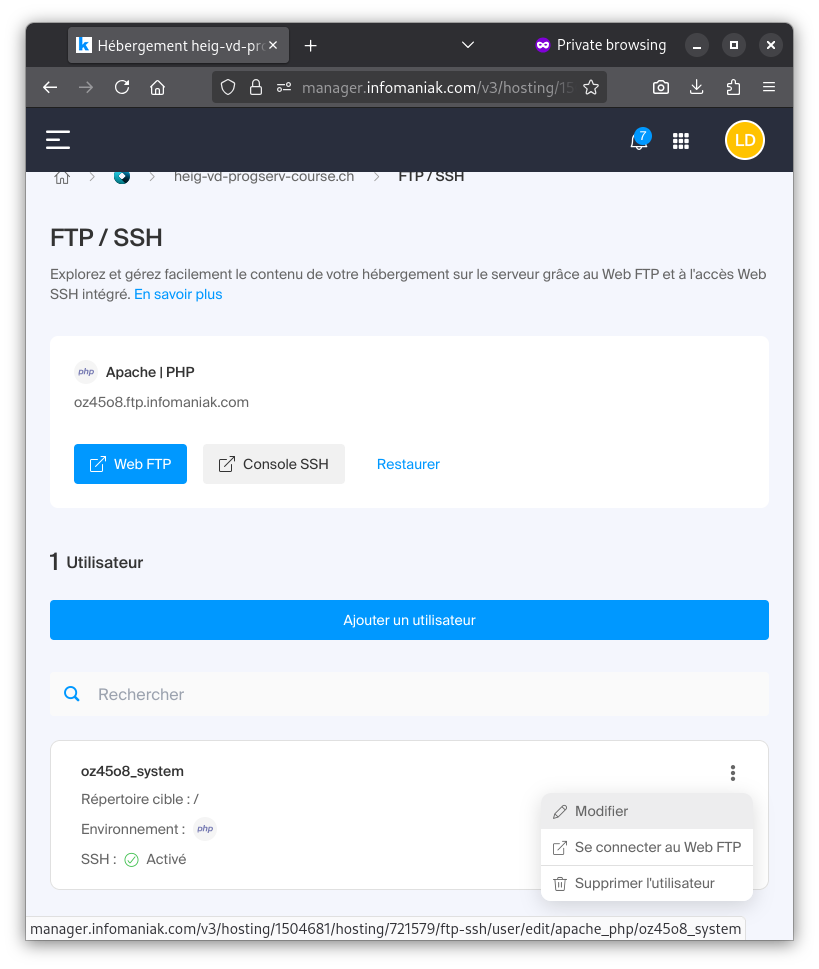 Hébergement heig-vd-pro
Private browsing
manager.infomaniak.com/v3/hosting/15
7
LD
heig-vd-progserv-course.ch
FTP / SSH
FTP / SSH
Explorez et gérez facilement le contenu de votre hébergement sur le serveur grâce au Web FTP et à l'accès Web
SSH intégré. En savoir plus
php Apache | PHP
oz45o8.ftp.infomaniak.com
Web FTP
Console SSH
Restaurer
1 Utilisateur
Ajouter un utilisateur
Rechercher
oz45o8_system
Répertoire cible : /
Environnement : php
SSH : Activé
Modifier
Se connecter au Web FTP
Supprimer l'utilisateur
manager.infomaniak.com/v3/hosting/1504681/hosting/721579/ftp-ssh/user/edit/apache_php/oz45o8_system